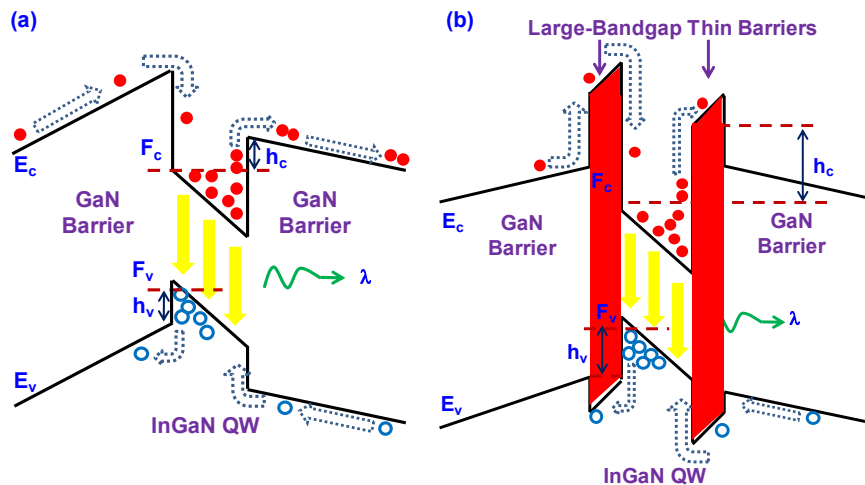 (a)
E_c
F_c
h_c
GaN
Barrier
GaN
Barrier
F_v
λ
h_v
E_v
InGaN QW
(b)
Large-Bandgap Thin Barriers
F_c
h_c
E_c
GaN
Barrier
GaN
Barrier
F_v
λ
h_v
E_v
InGaN QW